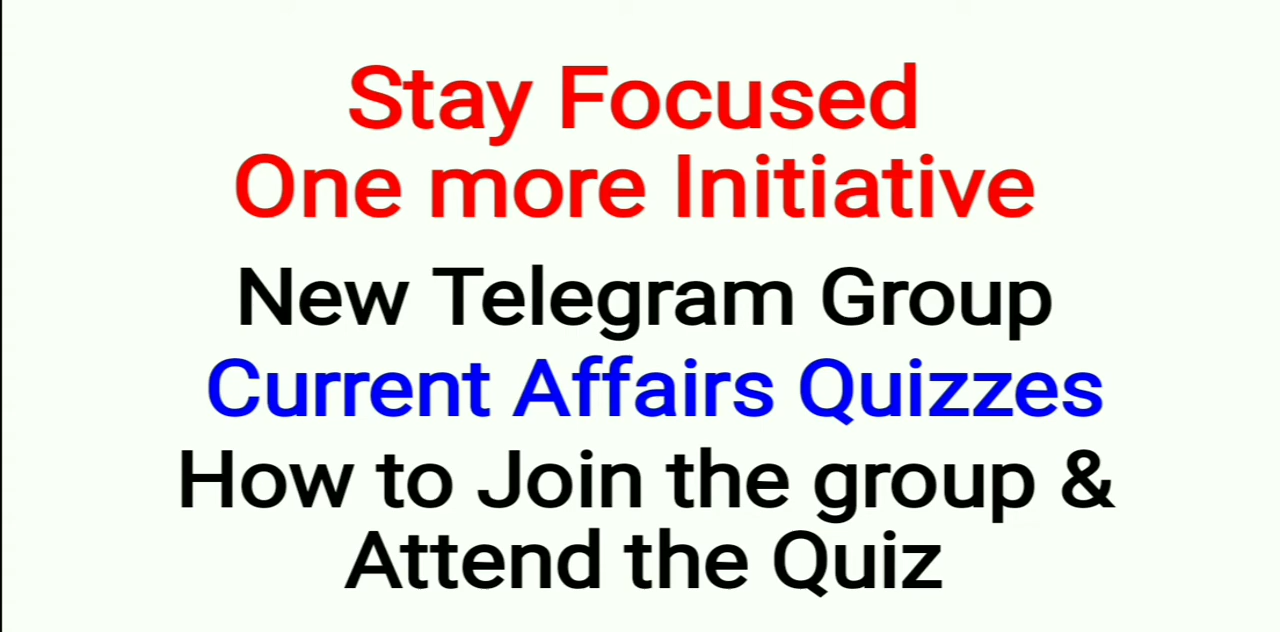 Stay Focused
One more Initiative
New Telegram Group
Current Affairs Quizzes
How to Join the group &
Attend the Quiz